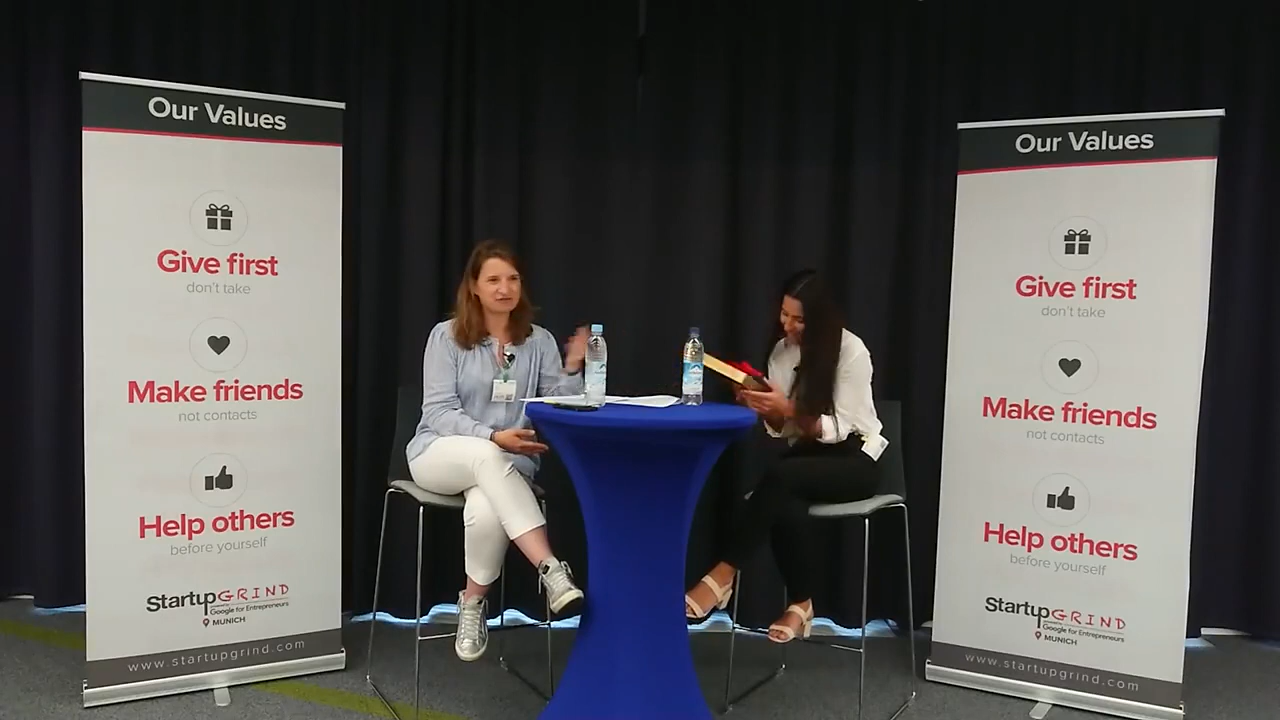 Our Values
Give first
don't take
Make friends
not contacts
Help others
before yourself
StartupGRIND
Google for Entrepreneurs
MUNICH
www.startupgrind.com
Our Values
Give first
don't take
Make friends
not contacts
Help others
before yourself
StartupGRIND
Google for Entrepreneurs
MUNICH
www.startupgrind.com